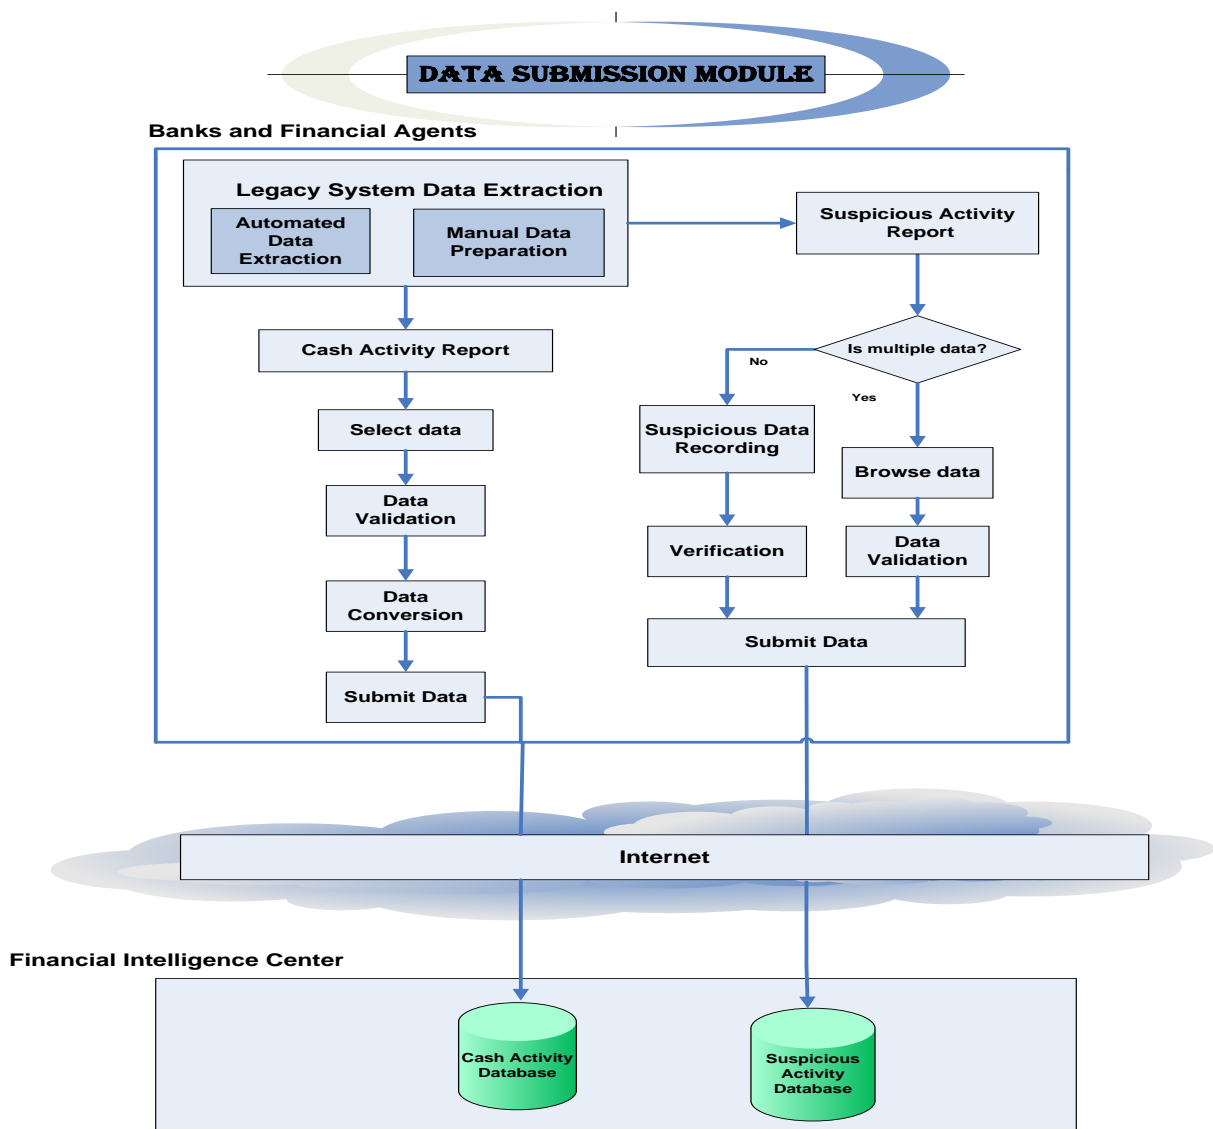 DATA SUBMISSION MODULE
Banks and Financial Agents
Legacy System Data Extraction
Automated
Data
Extraction
Manual Data
Preparation
Suspicious Activity
Report
Cash Activity Report
Is multiple data?
No
Yes
Select data
Suspicious Data
Recording
Browse data
Data
Validation
Verification
Data
Validation
Data
Conversion
Submit Data
Submit Data
Internet
Financial Intelligence Center
Cash Activity
Database
Suspicious
Activity
Database